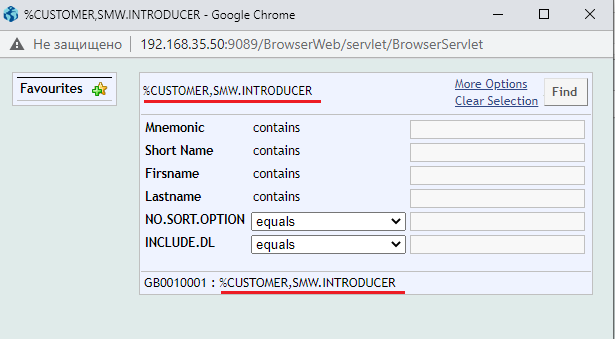 %CUSTOMER,SMW.INTRODUCER - Google Chrome
Не защищено 192.168.35.50:9089/BrowserWeb/servlet/BrowserServlet
Favourites
%CUSTOMER,SMW.INTRODUCER
More Options
Clear Selection
Find
Mnemonic contains
Short Name contains
Firsname contains
Lastname contains
NO.SORT.OPTION equals
INCLUDE.DL equals
GB0010001 : %CUSTOMER,SMW.INTRODUCER